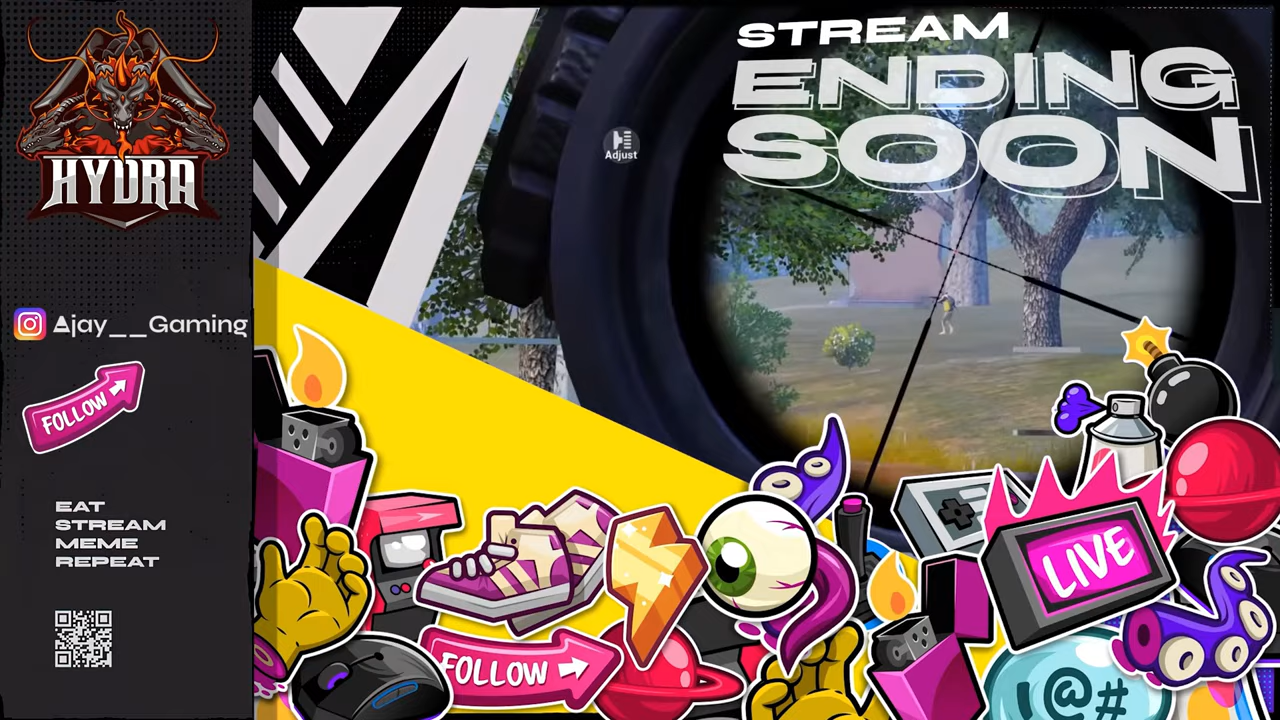 HYDRA
Ajay__Gaming
FOLLOW
EAT
STREAM
MEME
REPEAT
STREAM
ENDING
SOON
Adjust
LIVE
FOLLOW
!@#